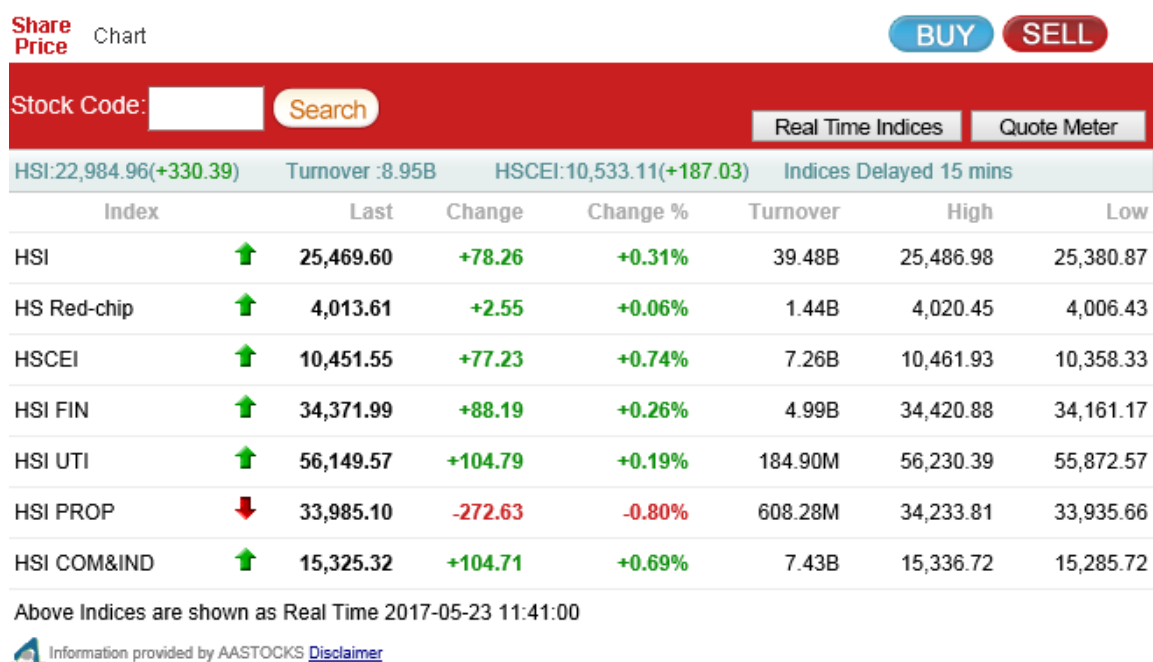 Share
Price Chart BUY SELL
Stock Code: Search
Real Time Indices Quote Meter
HSI:22,984.96(+330.39) Turnover :8.95B HSCEI:10,533.11(+187.03) Indices Delayed 15 mins
Index Last Change Change % Turnover High Low
HSI 25,469.60 +78.26 +0.31% 39.48B 25,486.98 25,380.87
HS Red-chip 4,013.61 +2.55 +0.06% 1.44B 4,020.45 4,006.43
HSCEI 10,451.55 +77.23 +0.74% 7.26B 10,461.93 10,358.33
HSI FIN 34,371.99 +88.19 +0.26% 4.99B 34,420.88 34,161.17
HSI UTI 56,149.57 +104.79 +0.19% 184.90M 56,230.39 55,872.57
HSI PROP 33,985.10 -272.63 -0.80% 608.28M 34,233.81 33,935.66
HSI COM&IND 15,325.32 +104.71 +0.69% 7.43B 15,336.72 15,285.72
Above Indices are shown as Real Time 2017-05-23 11:41:00
Information provided by AASTOCKS Disclaimer